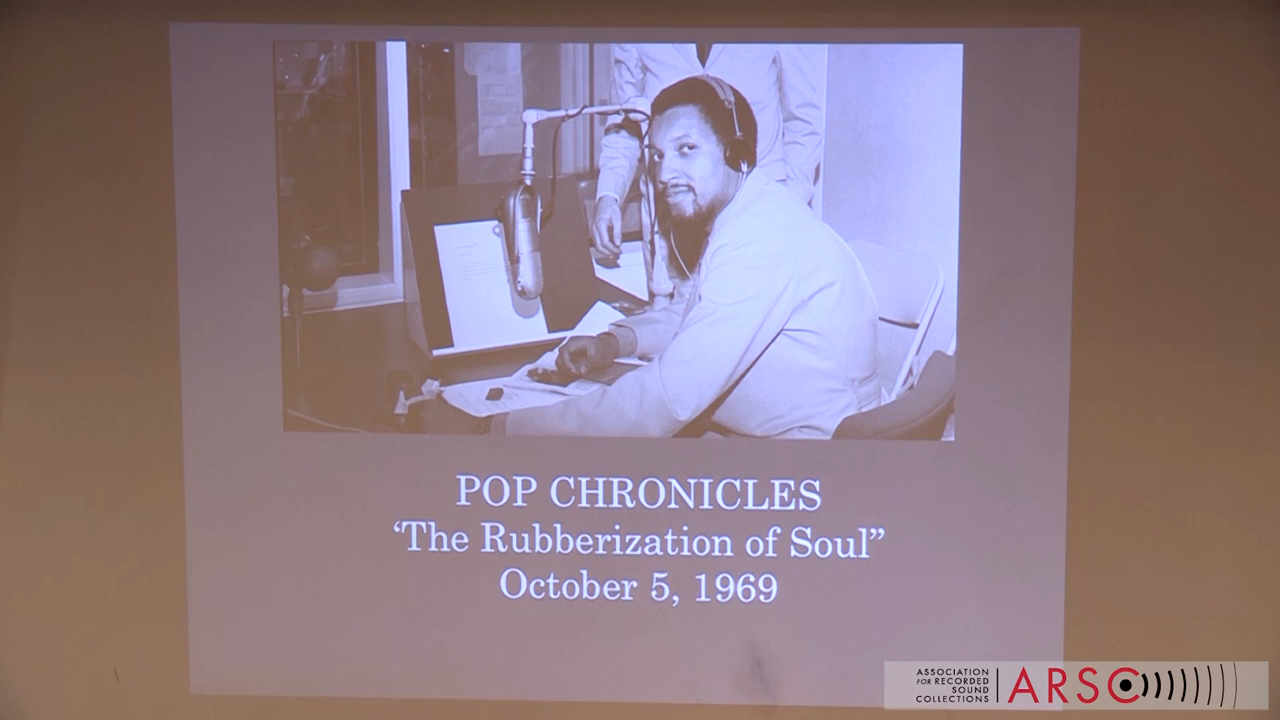 POP CHRONICLES
‘The Rubberization of Soul”
October 5, 1969
ASSOCIATION
FOR RECORDED
SOUND
COLLECTIONS
ARSC